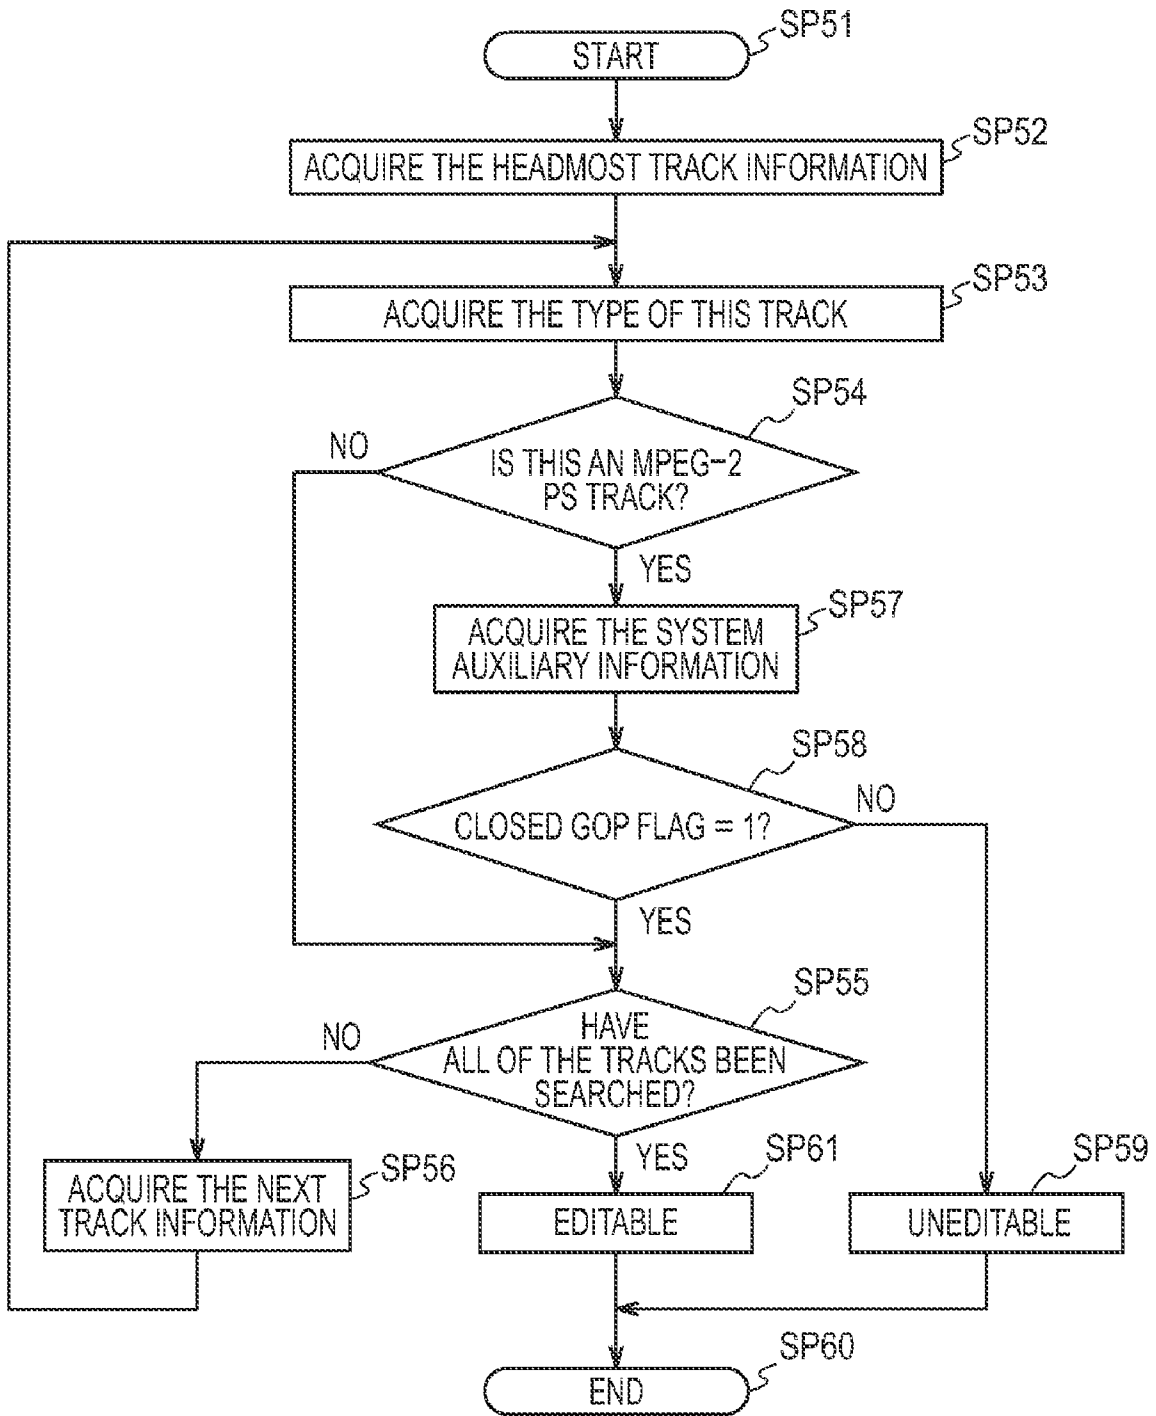 SP51
START
SP52
ACQUIRE THE HEADMOST TRACK INFORMATION
SP53
ACQUIRE THE TYPE OF THIS TRACK
SP54
NO
IS THIS AN MPEG-2
PS TRACK?
YES
SP57
ACQUIRE THE SYSTEM
AUXILIARY INFORMATION
SP58
NO
CLOSED GOP FLAG = 1?
YES
SP55
NO
HAVE
ALL OF THE TRACKS BEEN
SEARCHED?
YES
SP56
ACQUIRE THE NEXT
TRACK INFORMATION
SP61
EDITABLE
SP59
UNEDITABLE
SP60
END